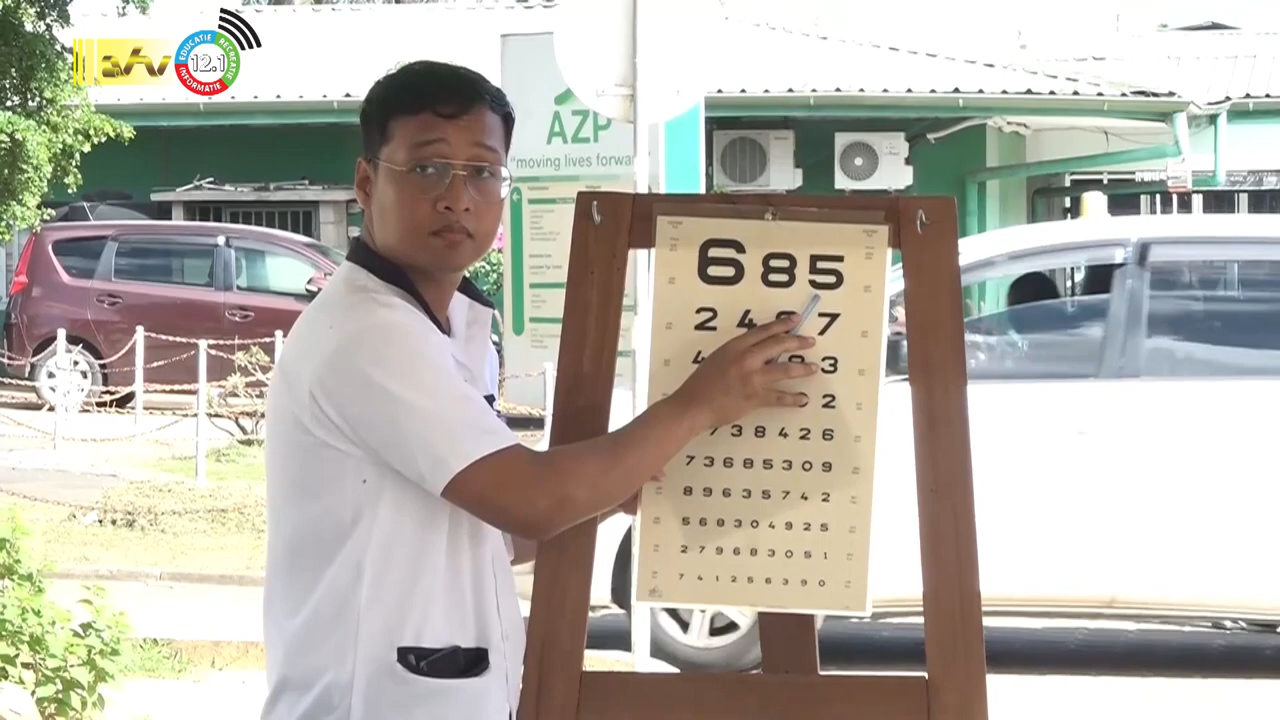 atv
EDUCATIE
RECREATIE
INFORMATIE
12.1
AZP
"moving lives forwa
6 8 5
2 4 7
4 8 3
2
7 3 8 4 2 6
7 3 6 8 5 3 0 9
8 9 6 3 5 7 4 2
5 6 8 3 0 4 9 2 5
2 7 9 6 8 3 0 5 1
7 4 1 2 5 6 3 9 0